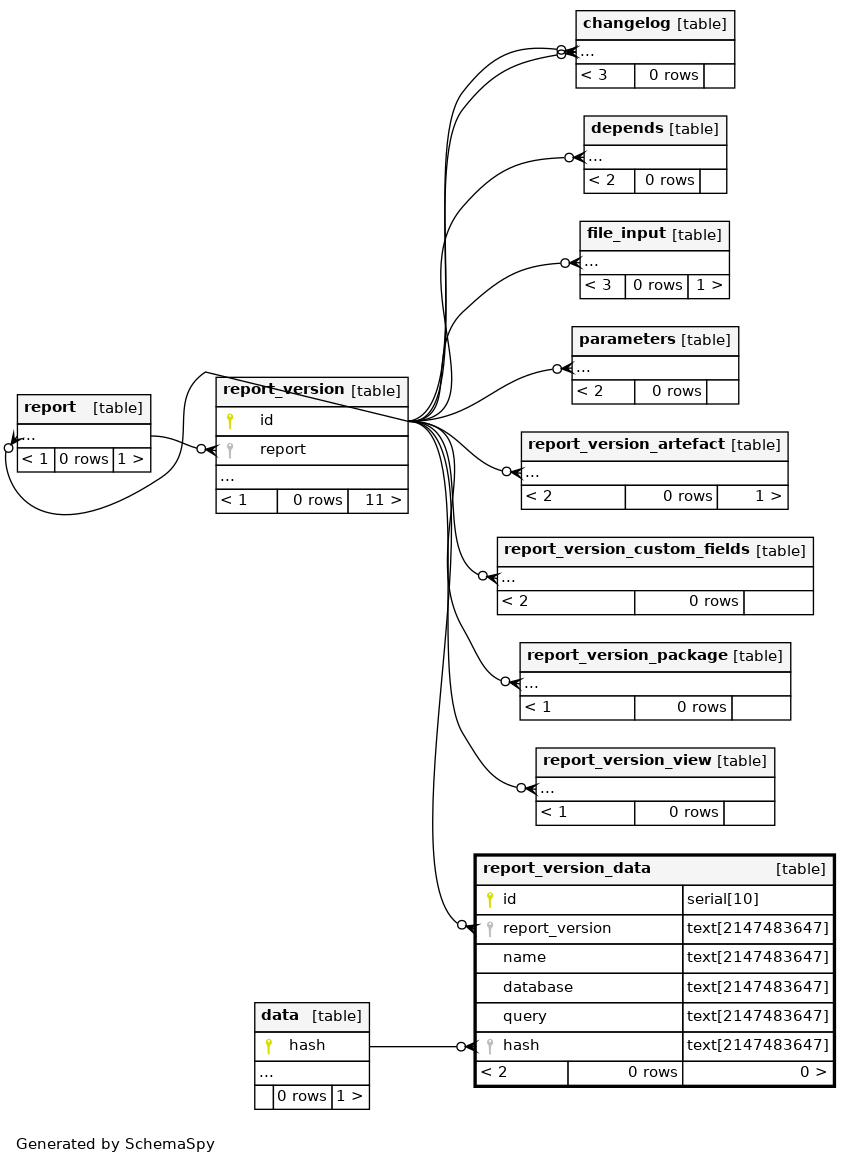 changelog [table]
...
< 3 0 rows
depends [table]
...
< 2 0 rows
file_input [table]
...
< 3 0 rows 1 >
parameters [table]
...
< 2 0 rows
report [table]
...
< 1 0 rows 1 >
report_version [table]
id
report
...
< 1 0 rows 11 >
report_version_artefact [table]
...
< 2 0 rows 1 >
report_version_custom_fields [table]
...
< 2 0 rows
report_version_package [table]
...
< 1 0 rows
report_version_view [table]
...
< 1 0 rows
report_version_data [table]
id serial[10]
report_version text[2147483647]
name text[2147483647]
database text[2147483647]
query text[2147483647]
hash text[2147483647]
< 2 0 rows 0 >
data [table]
hash
...
0 rows 1 >
Generated by SchemaSpy